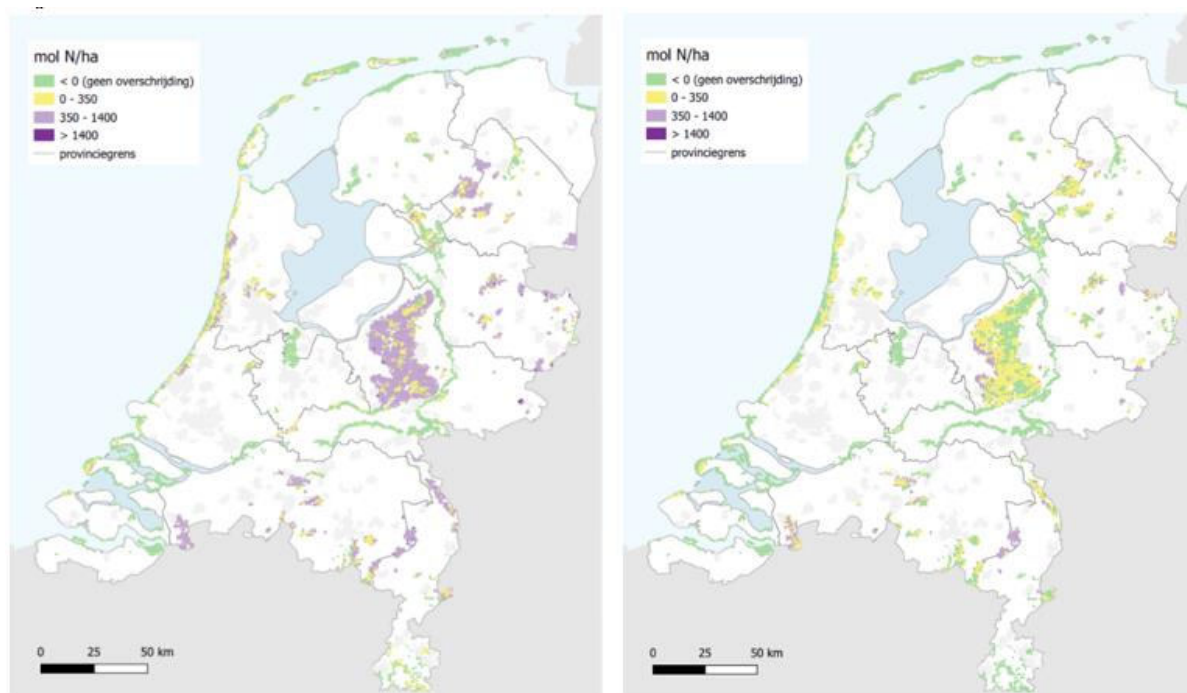 mol N/ha
< 0 (geen overschrijding)
0 - 350
350 - 1400
> 1400
provinciegrens
0 25 50 km
mol N/ha
< 0 (geen overschrijding)
0 - 350
350 - 1400
> 1400
provinciegrens
0 25 50 km